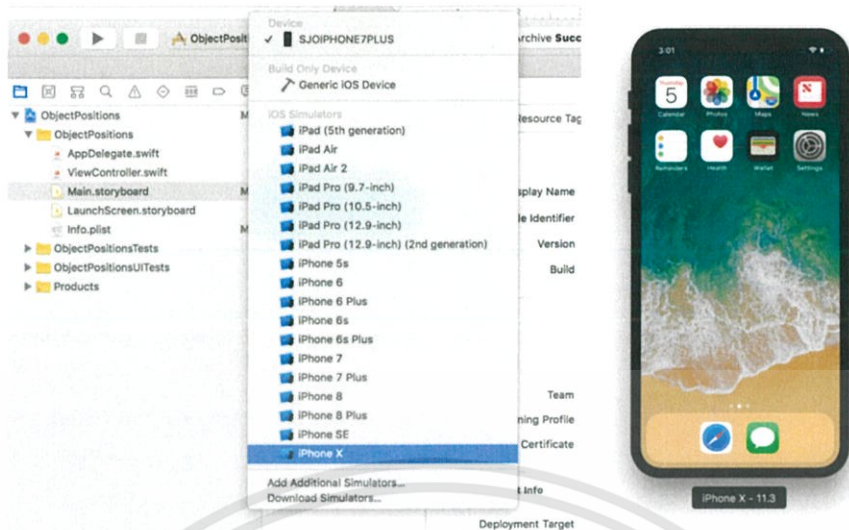 ObjectPositi
Archive Succ
ObjectPositions
M
ObjectPositions
AppDelegate.swift
ViewController.swift
Main.storyboard
M
LaunchScreen.storyboard
Info.plist
M
ObjectPositionsTests
ObjectPositionsUITests
Products
Device
✓ SJOIPHONE7PLUS
Build Only Device
Generic iOS Device
iOS Simulators
iPad (5th generation)
iPad Air
iPad Air 2
iPad Pro (9.7-inch)
iPad Pro (10.5-inch)
iPad Pro (12.9-inch)
iPad Pro (12.9-inch) (2nd generation)
iPhone 5s
iPhone 6
iPhone 6 Plus
iPhone 6s
iPhone 6s Plus
iPhone 7
iPhone 7 Plus
iPhone 8
iPhone 8 Plus
iPhone SE
iPhone X
Add Additional Simulators...
Download Simulators...
Resource Tag
splay Name
le Identifier
Version
Build
Team
ning Profile
Certificate
t Info
Deployment Target
3:01
Thursday
5
Calendar
Photos
Maps
News
Reminders
Health
Wallet
Settings
iPhone X - 11.3